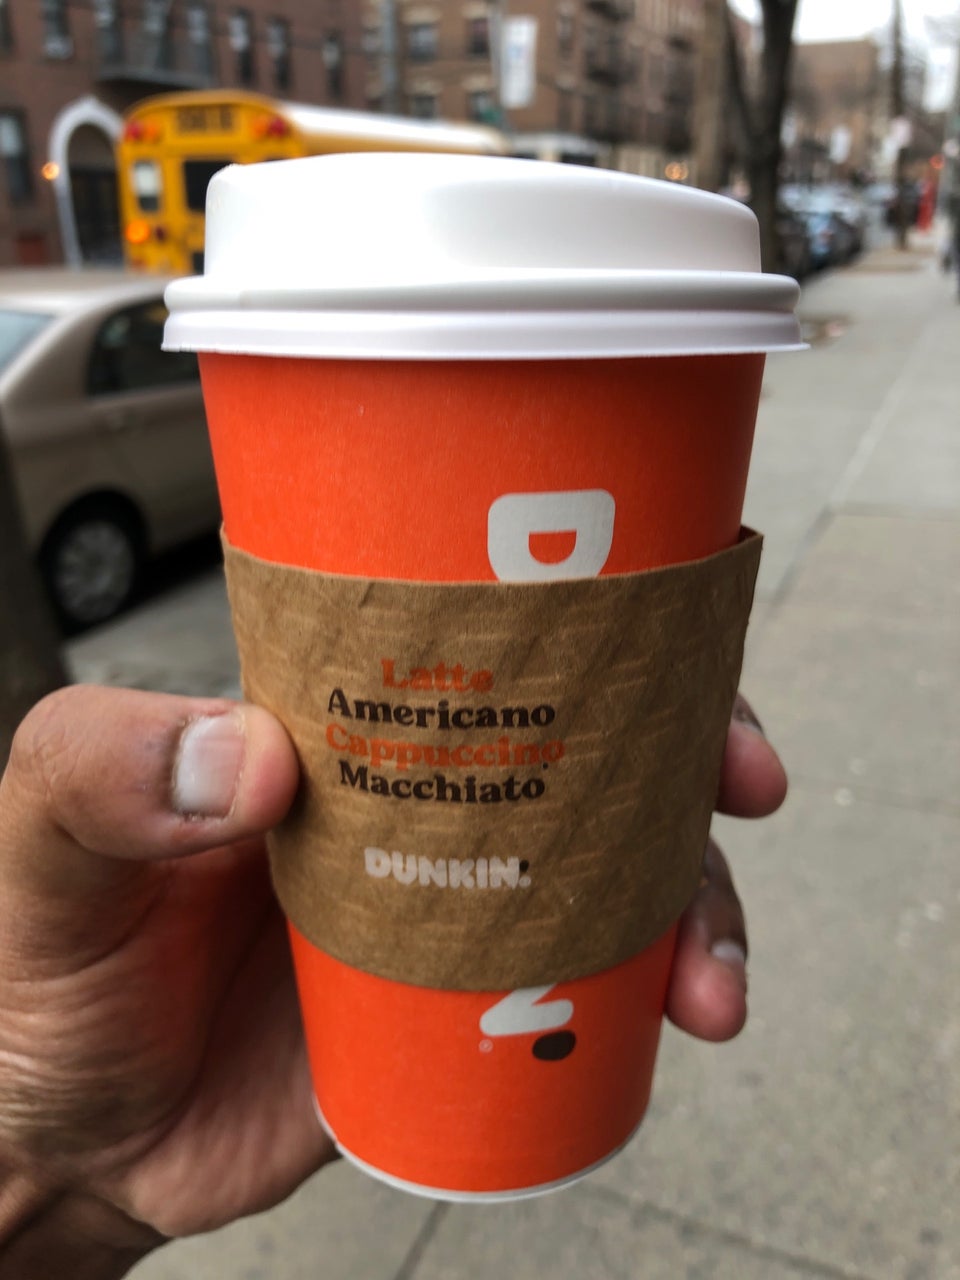 D
Latte
Americano
Cappuccino
Macchiato
DUNKIN'
N
®